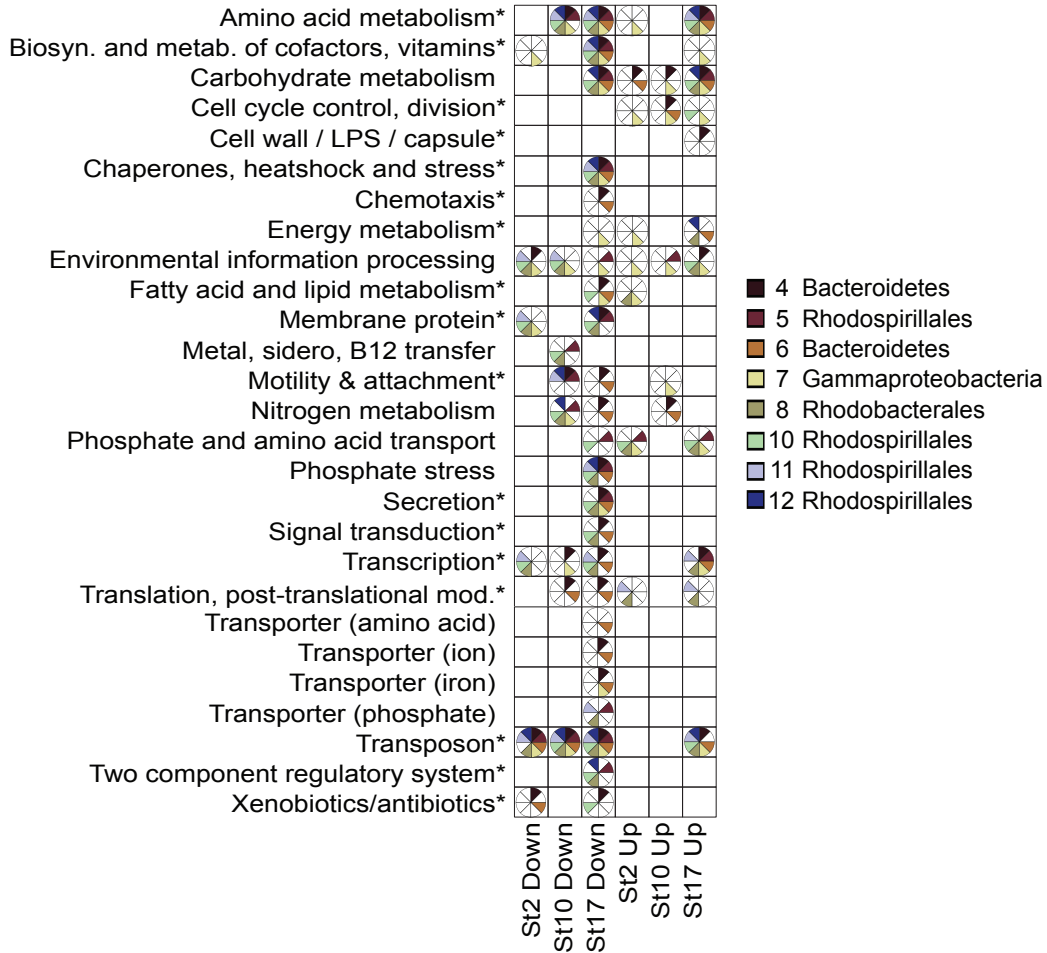 Amino acid metabolism*
Biosyn. and metab. of cofactors, vitamins*
Carbohydrate metabolism
Cell cycle control, division*
Cell wall / LPS / capsule*
Chaperones, heatshock and stress*
Chemotaxis*
Energy metabolism*
Environmental information processing
Fatty acid and lipid metabolism*
Membrane protein*
Metal, sidero, B12 transfer
Motility & attachment*
Nitrogen metabolism
Phosphate and amino acid transport
Phosphate stress
Secretion*
Signal transduction*
Transcription*
Translation, post-translational mod.*
Transporter (amino acid)
Transporter (ion)
Transporter (iron)
Transporter (phosphate)
Transposon*
Two component regulatory system*
Xenobiotics/antibiotics*
St2 Down
St10 Down
St17 Down
St2 Up
St10 Up
St17 Up
4 Bacteroidetes
5 Rhodospirillales
6 Bacteroidetes
7 Gammaproteobacteria
8 Rhodobacterales
10 Rhodospirillales
11 Rhodospirillales
12 Rhodospirillales